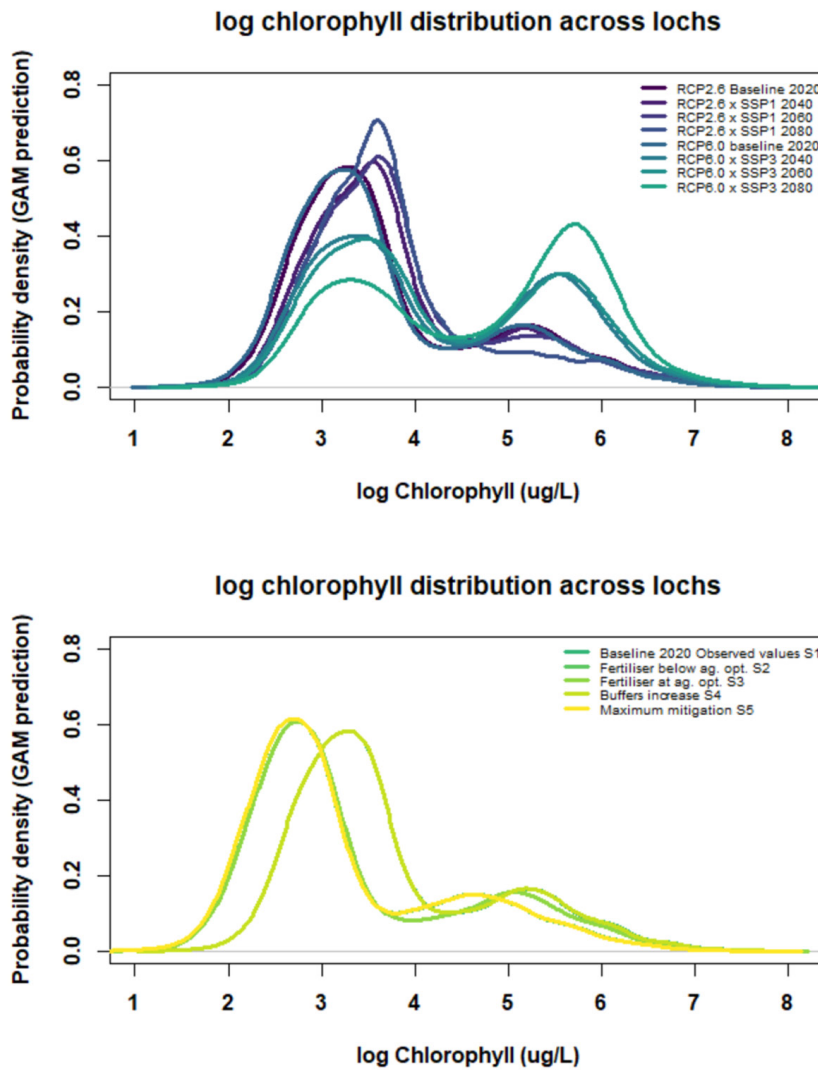 log chlorophyll distribution across lochs
Probability density (GAM prediction)
0.8
0.6
0.4
0.2
0.0
RCP2.6 Baseline 2020
RCP2.6 x SSP1 2040
RCP2.6 x SSP1 2060
RCP2.6 x SSP1 2080
RCP6.0 baseline 2020
RCP6.0 x SSP3 2040
RCP6.0 x SSP3 2060
RCP6.0 x SSP3 2080
1 2 3 4 5 6 7 8
log Chlorophyll (ug/L)
log chlorophyll distribution across lochs
Probability density (GAM prediction)
0.8
0.6
0.4
0.2
0.0
Baseline 2020 Observed values S1
Fertiliser below ag. opt. S2
Fertiliser at ag. opt. S3
Buffers increase S4
Maximum mitigation S5
1 2 3 4 5 6 7 8
log Chlorophyll (ug/L)